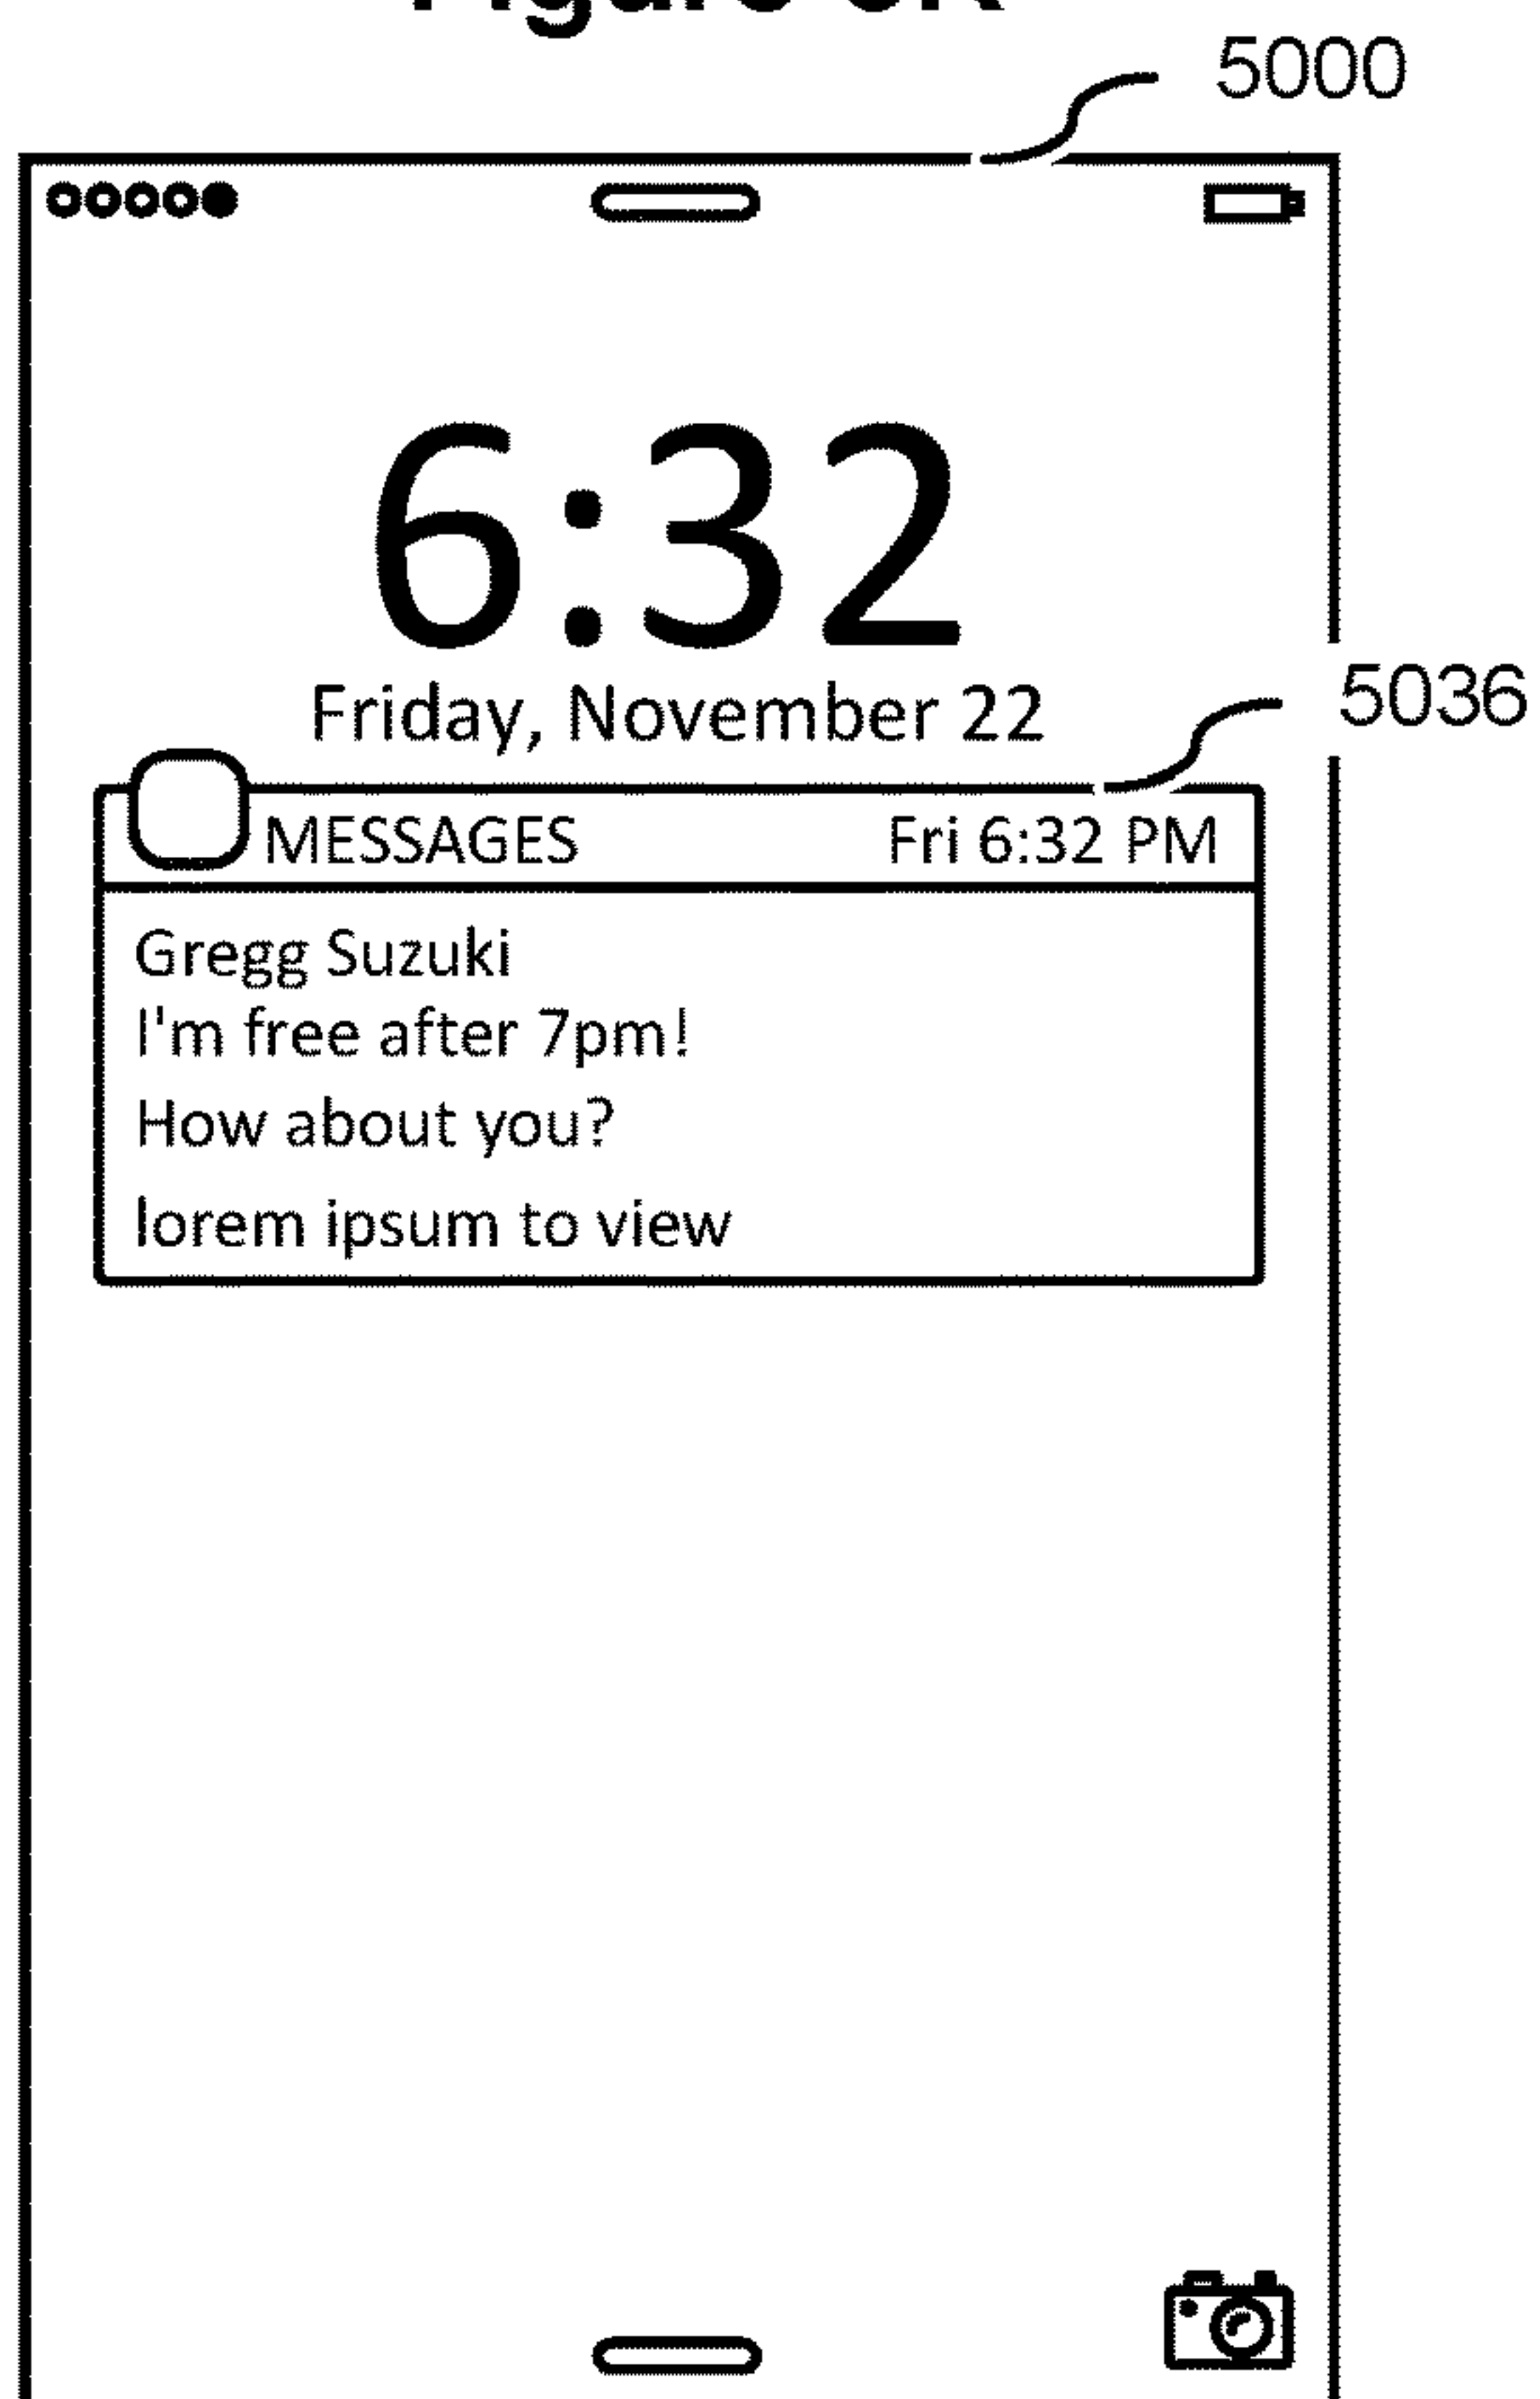 5000
6:32
Friday, November 22
5036
MESSAGES Fri 6:32 PM
Gregg Suzuki
I'm free after 7pm!
How about you?
lorem ipsum to view